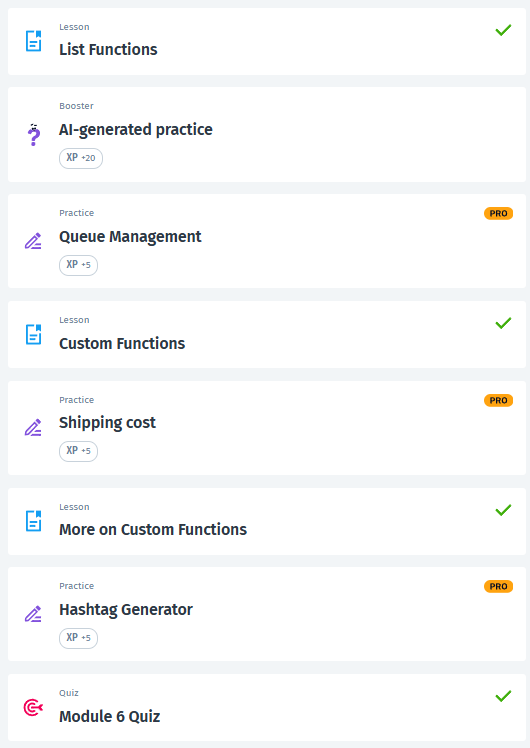 Lesson
List Functions
Booster
AI-generated practice
XP +20
Practice
PRO
Queue Management
XP +5
Lesson
Custom Functions
Practice
PRO
Shipping cost
XP +5
Lesson
More on Custom Functions
Practice
PRO
Hashtag Generator
XP +5
Quiz
Module 6 Quiz